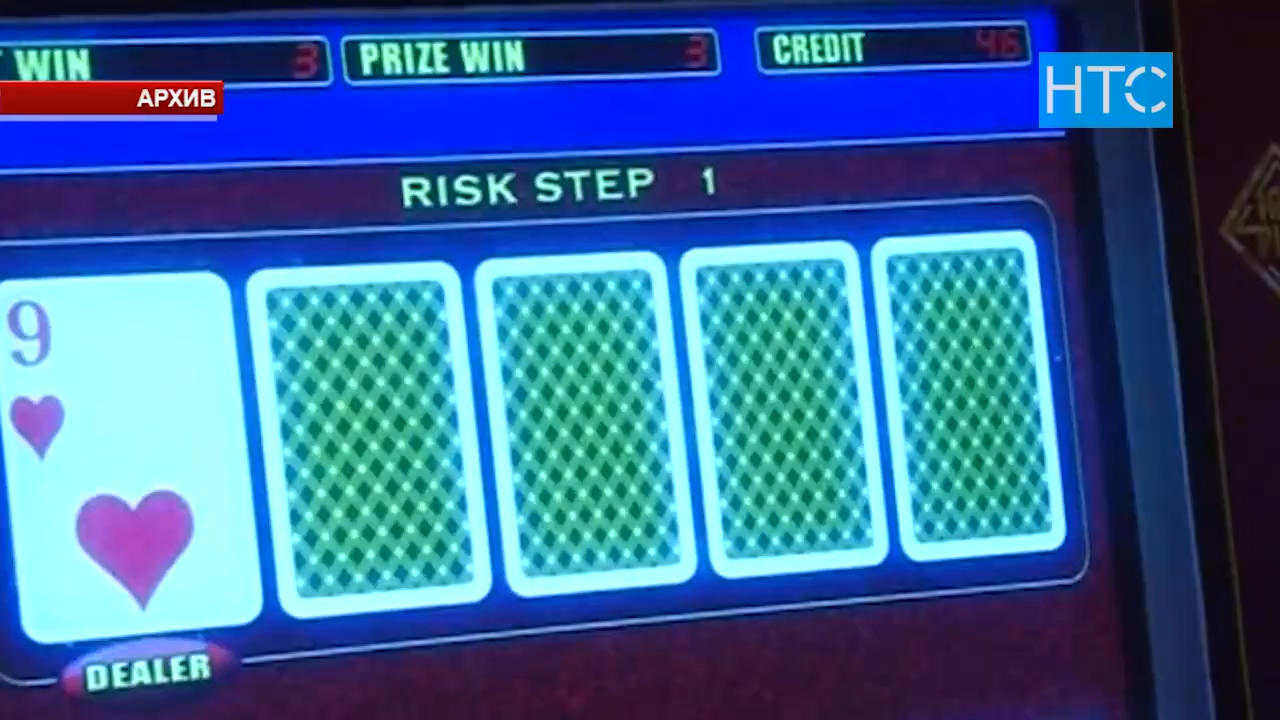 WIN 3 PRIZE WIN 3 CREDIT 46
АРХИВ
НТС
RISK STEP 1
9
DEALER